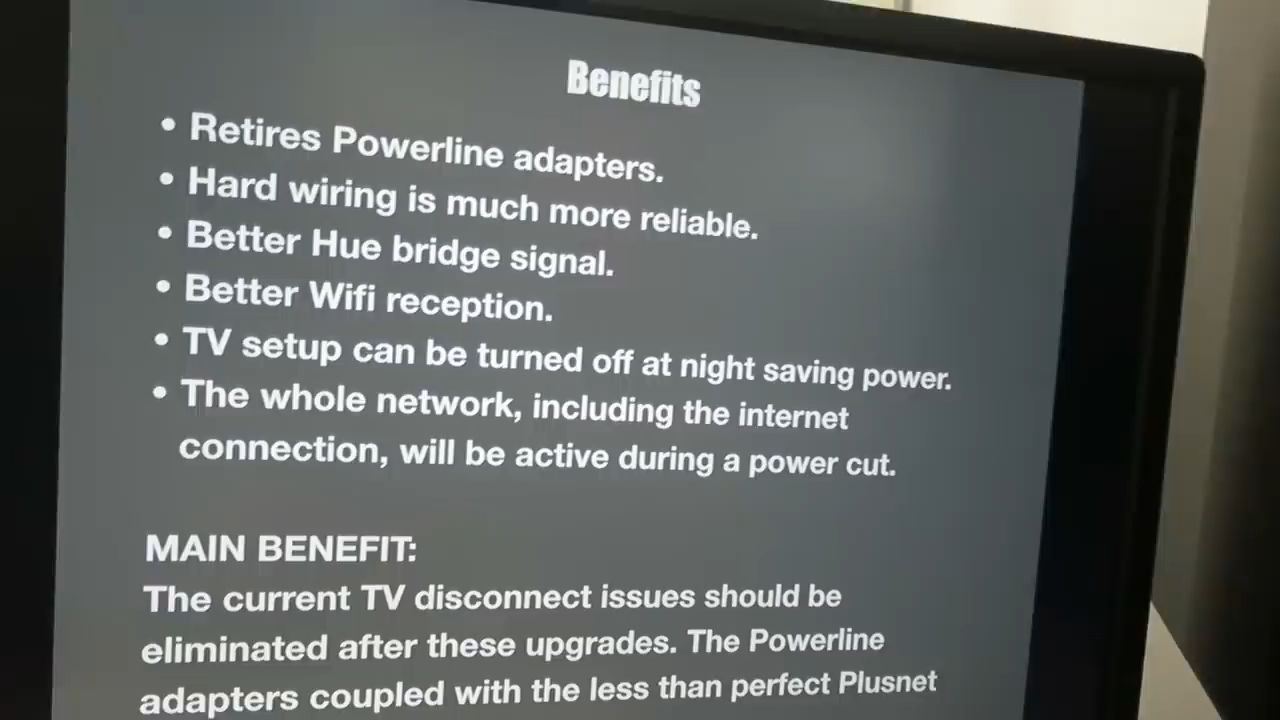 Benefits
• Retires Powerline adapters.
• Hard wiring is much more reliable.
• Better Hue bridge signal.
• Better Wifi reception.
• TV setup can be turned off at night saving power.
• The whole network, including the internet
connection, will be active during a power cut.
MAIN BENEFIT:
The current TV disconnect issues should be
eliminated after these upgrades. The Powerline
adapters coupled with the less than perfect Plusnet